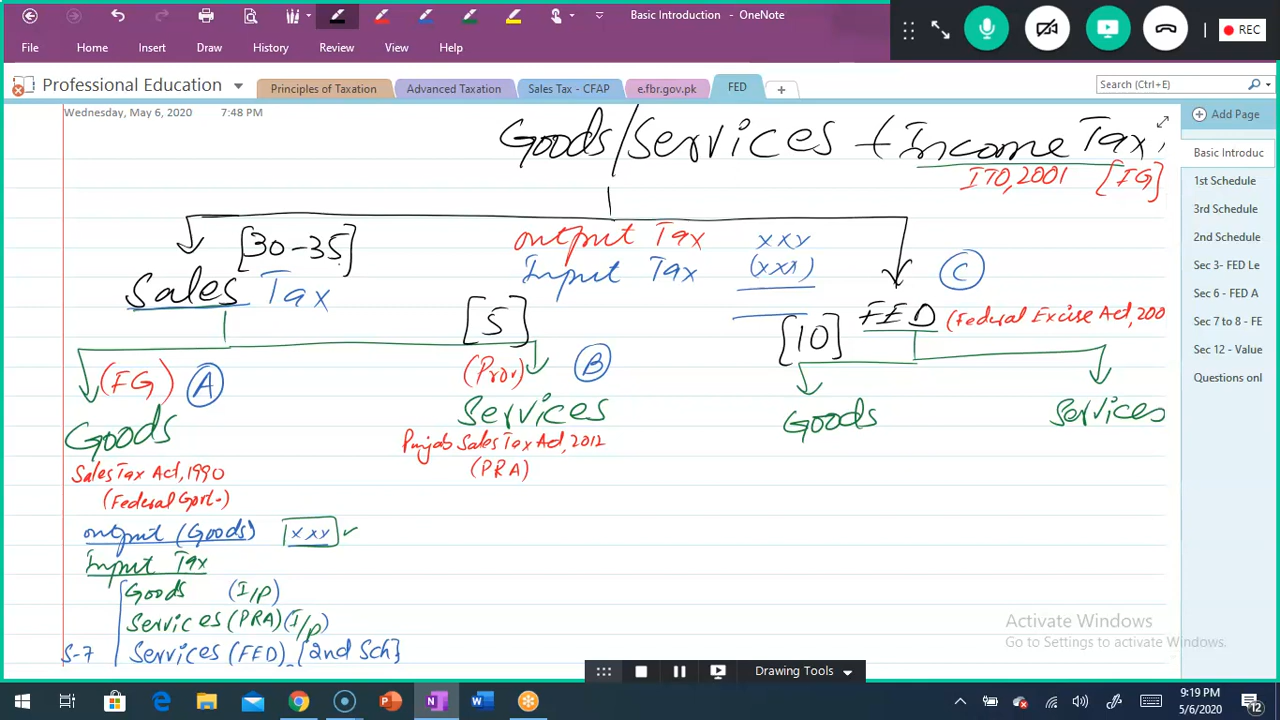 Basic Introduction - OneNote
REC
File Home Insert Draw History Review View Help
Professional Education
Principles of Taxation
Advanced Taxation
Sales Tax - CFAP
e.fbr.gov.pk
FED
Search (Ctrl+E)
Wednesday, May 6, 2020 7:48 PM
Add Page
Basic Introduc
1st Schedule
3rd Schedule
2nd Schedule
Sec 3- FED Le
Sec 6 - FED A
Sec 7 to 8 - FE
Sec 12 - Value
Questions onl
Goods/Services + Income Tax
ITO, 2001 [IG]
[30-35]
output Tax xxy
Input Tax (xxx)
Sales Tax
[5]
C
[10]
FED (Federal Excise Act, 200
(FG) A
(Prov) B
Goods
Services
Goods
Services
Sales Tax Act, 1990
(Federal Govt.)
Punjab Sales Tax Act, 2012
(PRA)
output (Goods) xxy
Input Tax
Goods (I/p)
Services (PRA) (I/p)
S-7 Services (FED) [2nd Sch]
Activate Windows
Go to Settings to activate Windows.
Drawing Tools
9:19 PM
5/6/2020
12